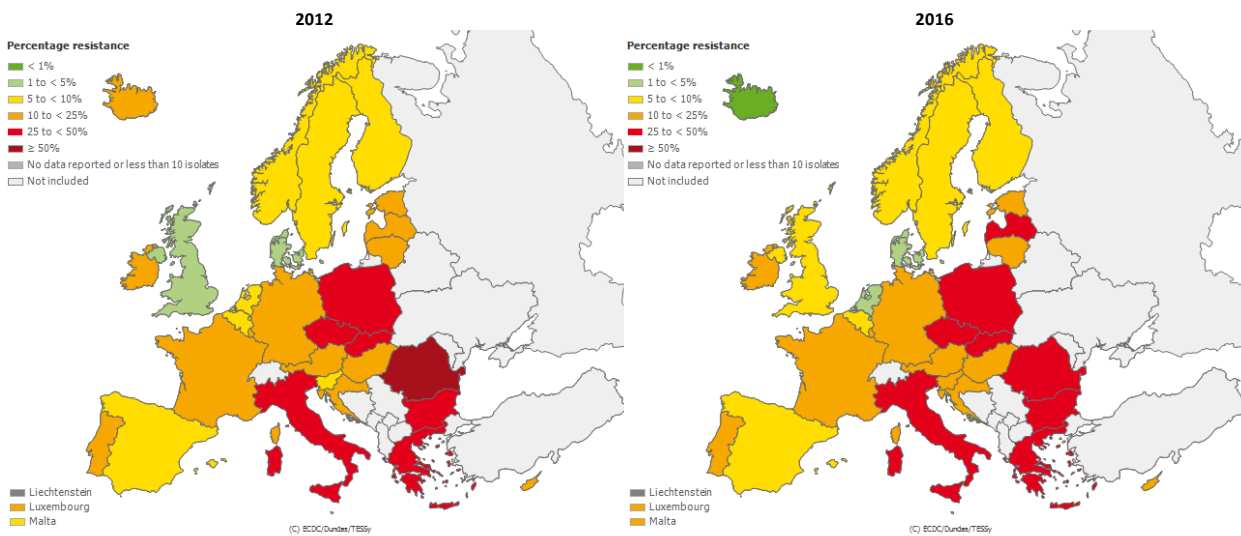 2012
Percentage resistance
< 1%
1 to < 5%
5 to < 10%
10 to < 25%
25 to < 50%
≥ 50%
No data reported or less than 10 isolates
Not included
Liechtenstein
Luxembourg
Malta
(C) ECDC/Dundas/TESSy
2016
Percentage resistance
< 1%
1 to < 5%
5 to < 10%
10 to < 25%
25 to < 50%
≥ 50%
No data reported or less than 10 isolates
Not included
Liechtenstein
Luxembourg
Malta
(C) ECDC/Dundas/TESSy